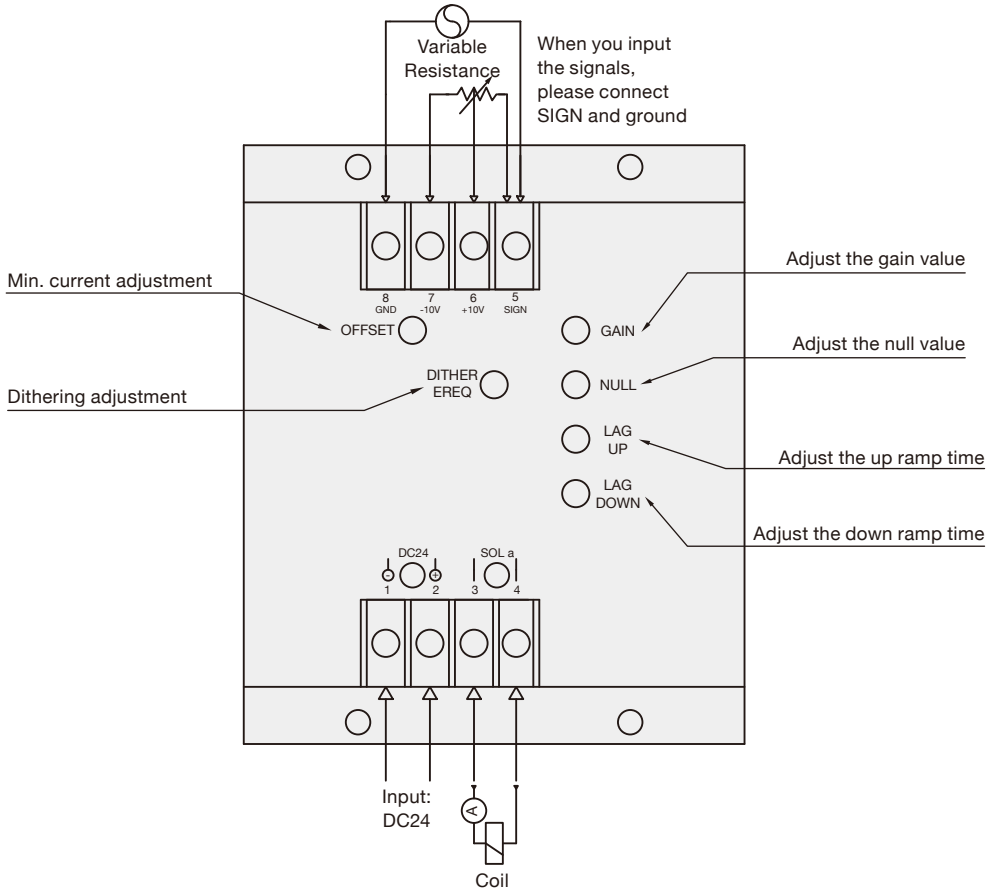 Variable
Resistance
When you input
the signals,
please connect
SIGN and ground
8
7
6
5
GND
-10V
+10V
SIGN
Min. current adjustment
OFFSET
GAIN
Adjust the gain value
DITHER
EREQ
NULL
Adjust the null value
Dithering adjustment
LAG
UP
Adjust the up ramp time
LAG
DOWN
Adjust the down ramp time
DC24
SOL a
-
+
1
2
3
4
Input:
DC24
A
Coil